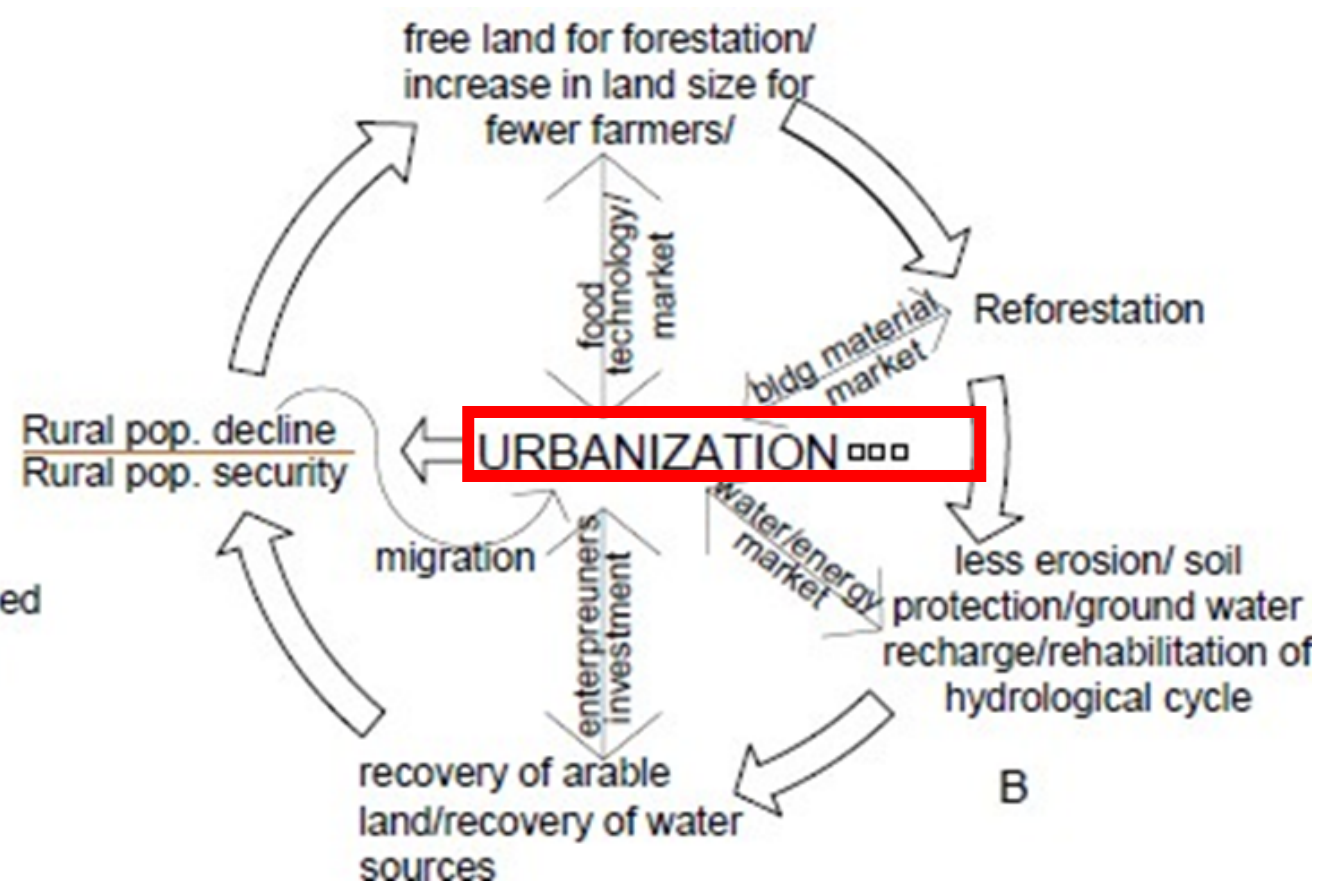 free land for forestation/
increase in land size for
fewer farmers/
food
technology/
market
bldg material
market
Reforestation
Rural pop. decline
Rural pop. security
URBANIZATION
migration
enterpreuners
investment
water/energy
market
less erosion/ soil
protection/ground water
recharge/rehabilitation of
hydrological cycle
ed
recovery of arable
land/recovery of water
sources
B